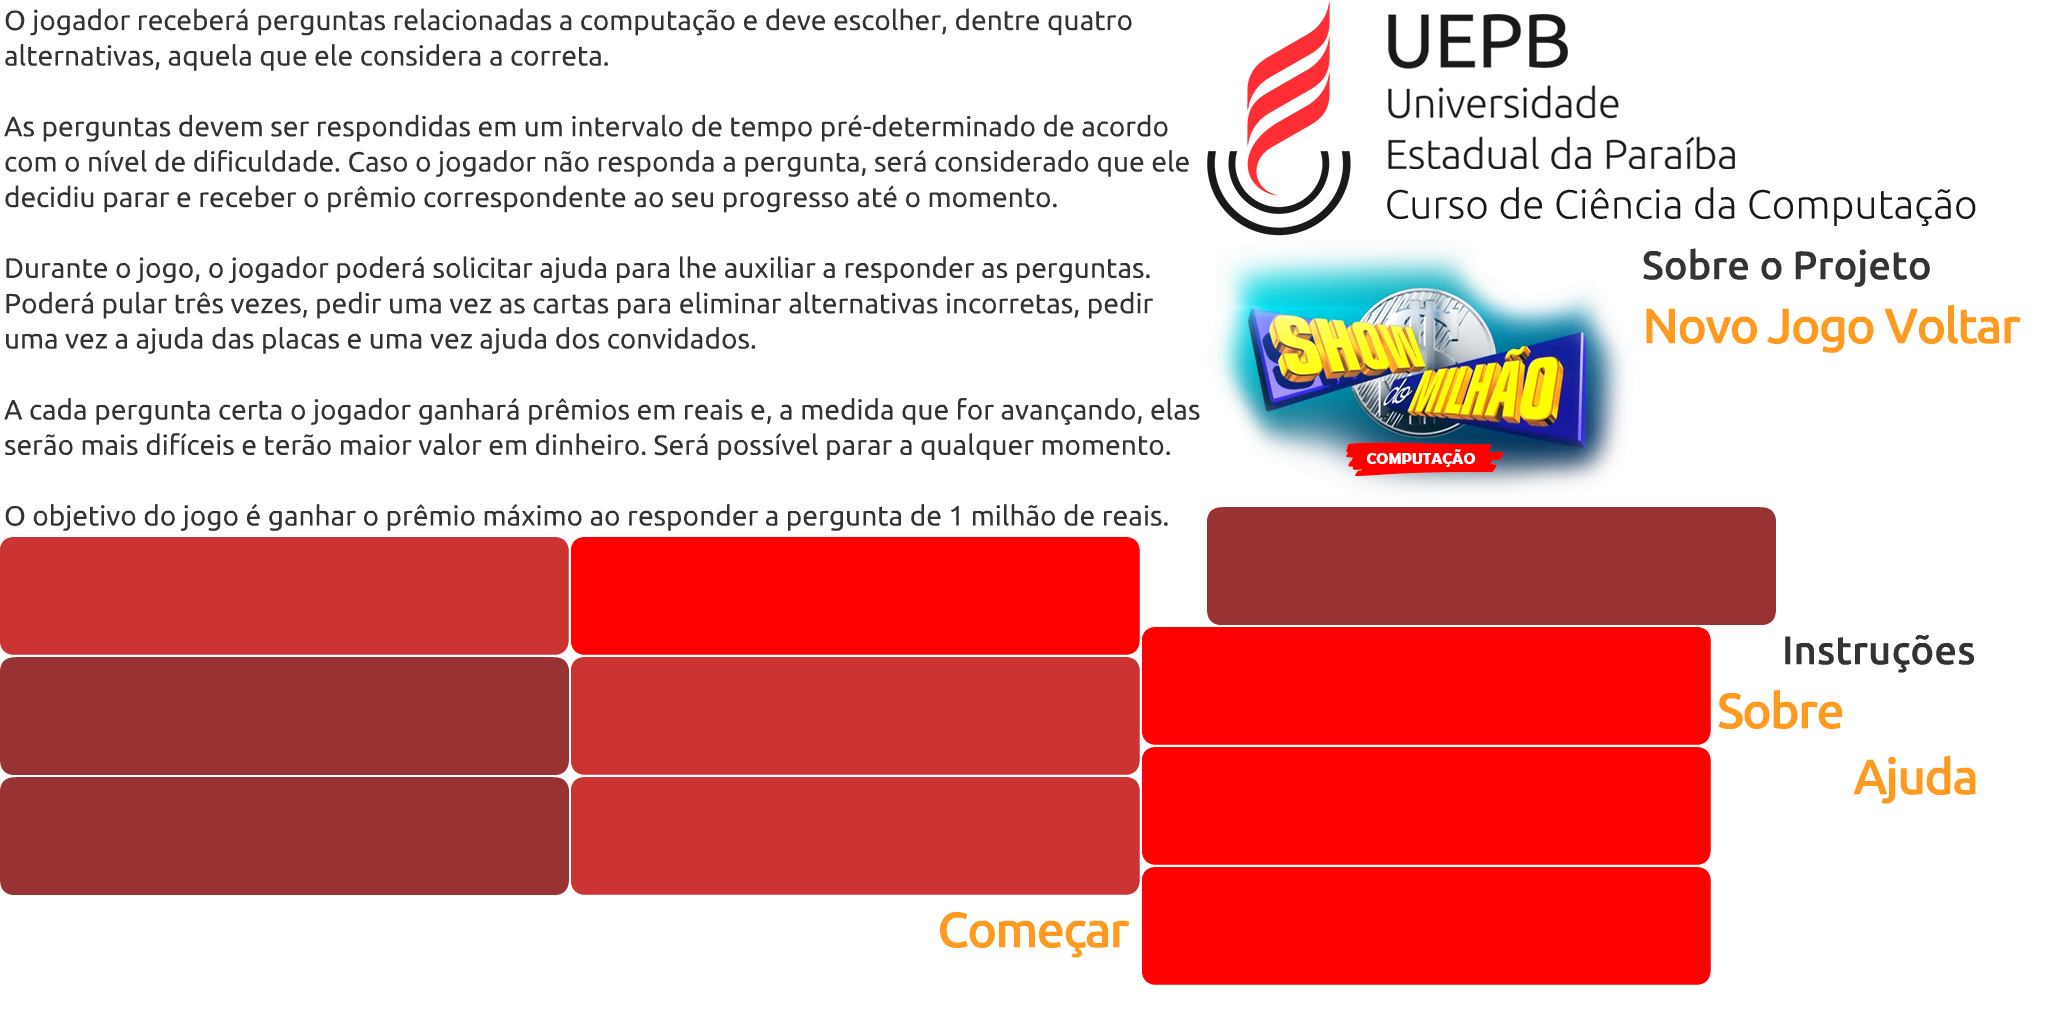 O jogador receberá perguntas relacionadas a computação e deve escolher, dentre quatro
alternativas, aquela que ele considera a correta.
As perguntas devem ser respondidas em um intervalo de tempo pré-determinado de acordo
com o nível de dificuldade. Caso o jogador não responda a pergunta, será considerado que ele
decidiu parar e receber o prêmio correspondente ao seu progresso até o momento.
Durante o jogo, o jogador poderá solicitar ajuda para lhe auxiliar a responder as perguntas.
Poderá pular três vezes, pedir uma vez as cartas para eliminar alternativas incorretas, pedir
uma vez a ajuda das placas e uma vez ajuda dos convidados.
A cada pergunta certa o jogador ganhará prêmios em reais e, a medida que for avançando, elas
serão mais difíceis e terão maior valor em dinheiro. Será possível parar a qualquer momento.
O objetivo do jogo é ganhar o prêmio máximo ao responder a pergunta de 1 milhão de reais.
UEPB
Universidade
Estadual da Paraíba
Curso de Ciência da Computação
SHOW
do MILHÃO
COMPUTAÇÃO
Sobre o Projeto
Novo Jogo Voltar
Instruções
Sobre
Ajuda
Começar